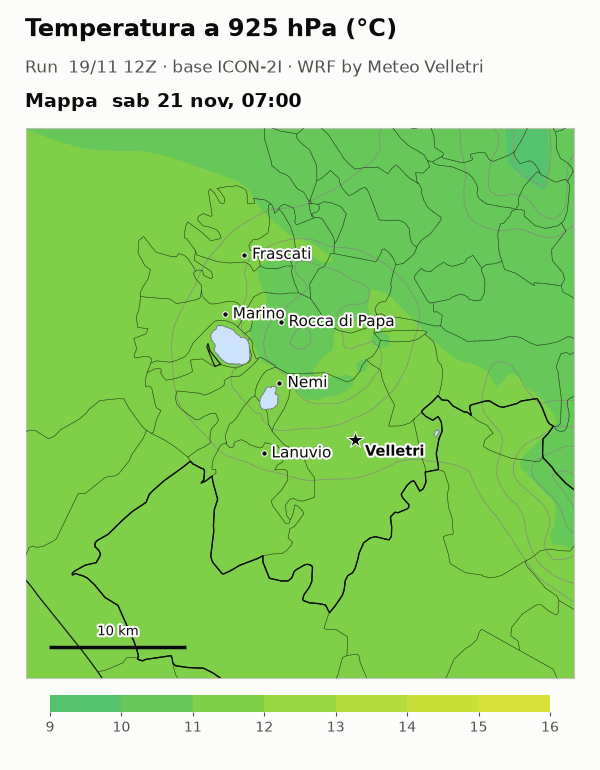 Temperatura a 925 hPa (°C)
Run 19/11 12Z · base ICON-2I · WRF by Meteo Velletri
Mappa sab 21 nov, 07:00
Frascati
Marino
Rocca di Papa
Nemi
Velletri
Lanuvio
10 km
9 10 11 12 13 14 15 16